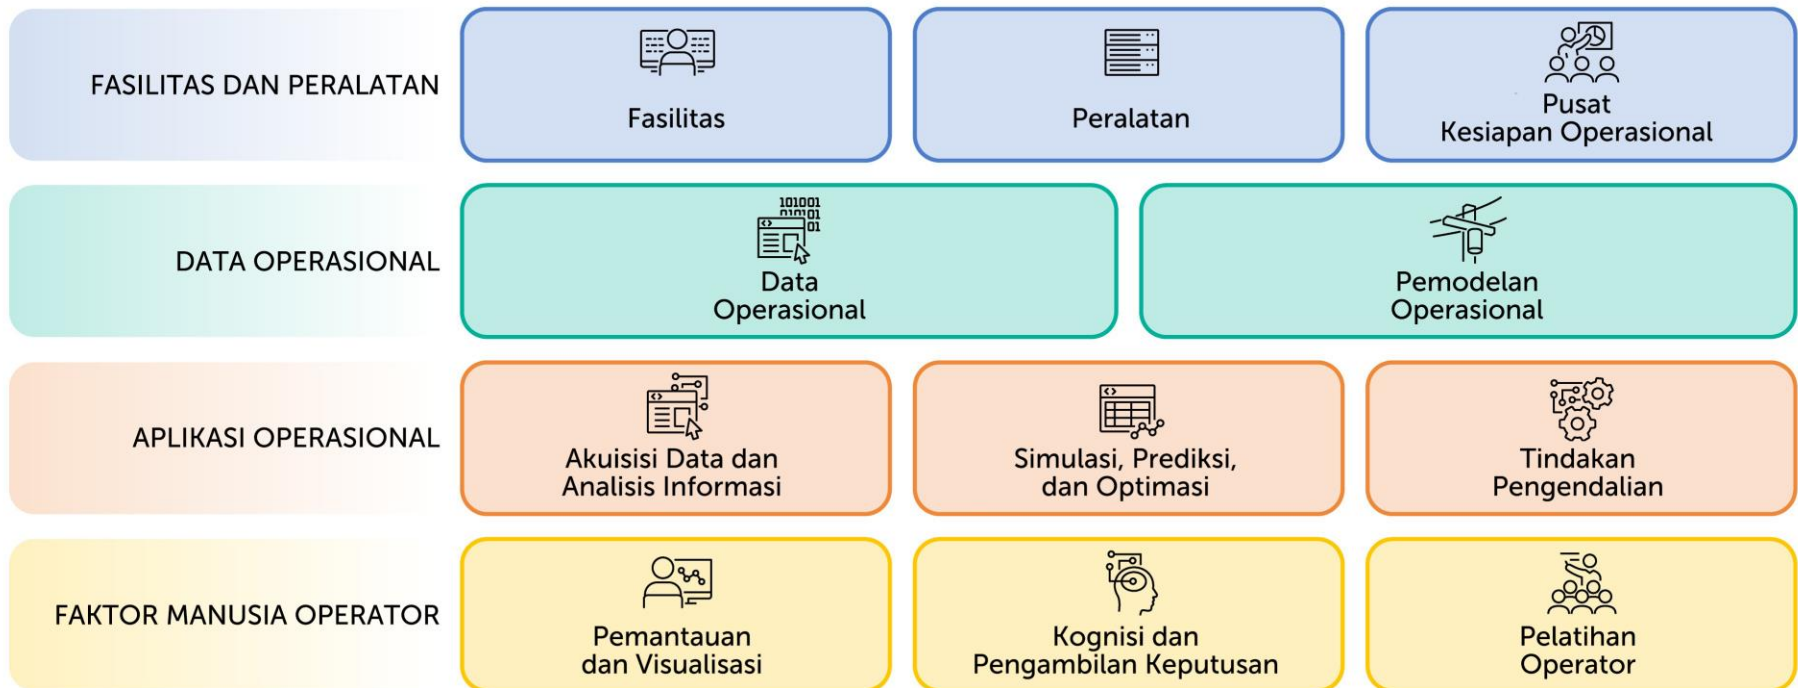 FASILITAS DAN PERALATAN
Fasilitas
Peralatan
Pusat
Kesiapan Operasional
DATA OPERASIONAL
101001
010101
01
Data
Operasional
Pemodelan
Operasional
APLIKASI OPERASIONAL
Akuisisi Data dan
Analisis Informasi
Simulasi, Prediksi,
dan Optimasi
Tindakan
Pengendalian
FAKTOR MANUSIA OPERATOR
Pemantauan
dan Visualisasi
Kognisi dan
Pengambilan Keputusan
Pelatihan
Operator